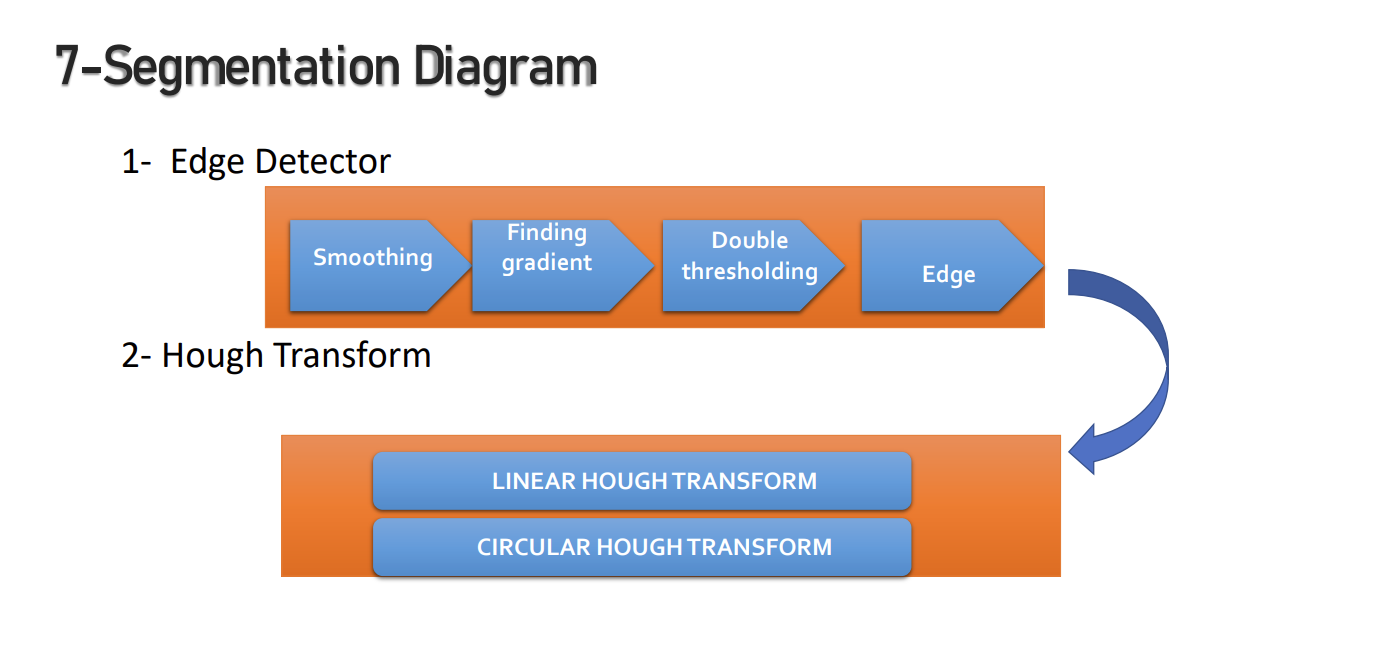 7-Segmentation Diagram
1- Edge Detector
Smoothing
Finding
gradient
Double
thresholding
Edge
2- Hough Transform
LINEAR HOUGH TRANSFORM
CIRCULAR HOUGH TRANSFORM